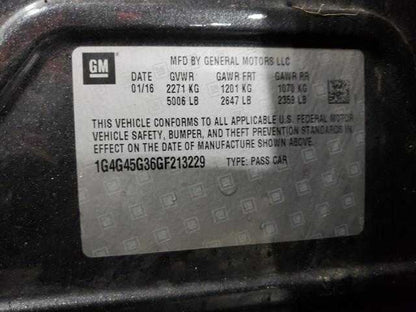 GM
MFD BY GENERAL MOTORS LLC
DATE GVWR GAWR FRT GAWR RR
01/16 2271 KG 1201 KG 1070 KG
5006 LB 2647 LB 2359 LB
THIS VEHICLE CONFORMS TO ALL APPLICABLE U.S. FEDERAL MOTOR
VEHICLE SAFETY, BUMPER, AND THEFT PREVENTION STANDARDS IN
EFFECT ON THE DATE OF MANUFACTURE SHOWN ABOVE.
1G4G45G36GF213229 TYPE: PASS CAR